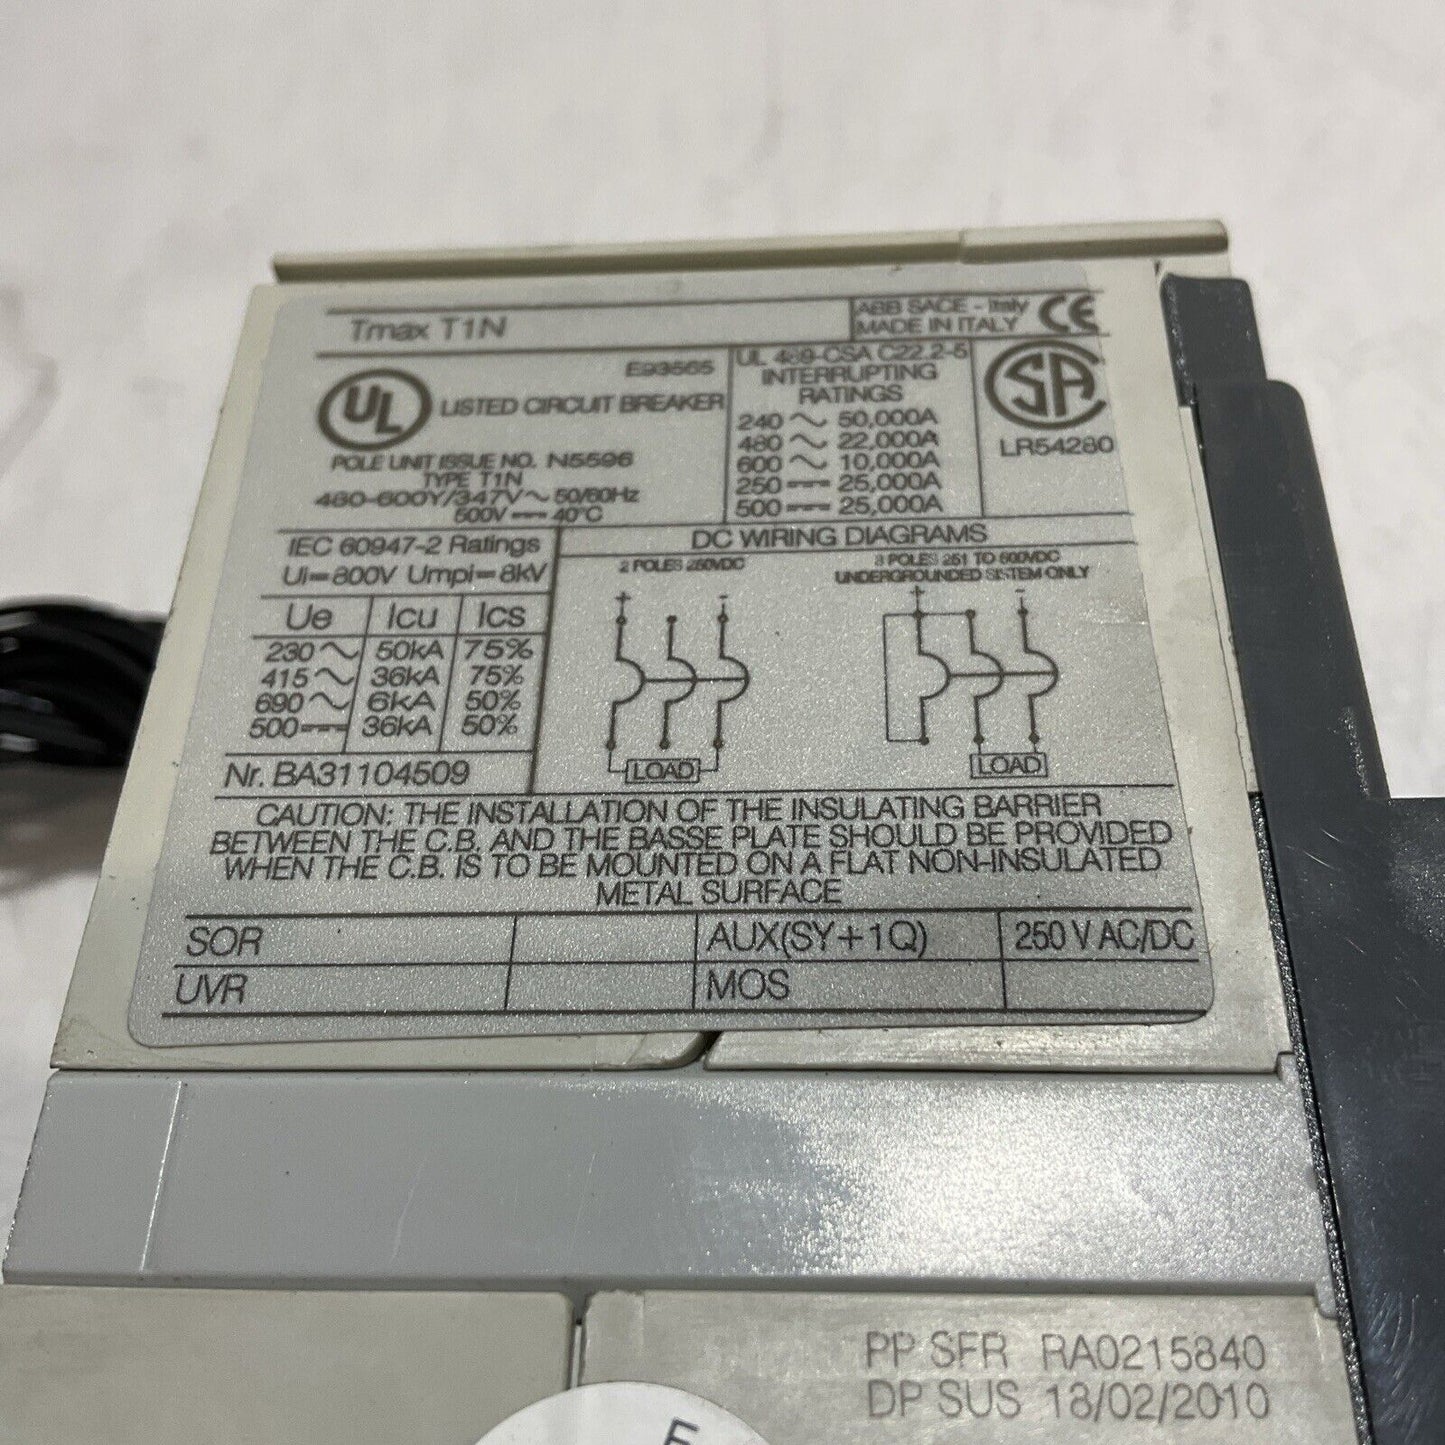 Tmax T1N
ABB SACE - Italy
MADE IN ITALY
CE
E93565
UL
LISTED CIRCUIT BREAKER
POLE UNIT ISSUE NO. N5596
TYPE T1N
480-600Y/347V ~ 50/60Hz
500V ⎓ 40°C
UL 489-CSA C22.2-5
INTERRUPTING
RATINGS
240 ~ 50,000A
480 ~ 22,000A
600 ~ 10,000A
250 ⎓ 25,000A
500 ⎓ 25,000A
SA
LR54280
IEC 60947-2 Ratings
Ui=800V Umpi=8kV
Ue Icu Ics
230 ~ 50kA 75%
415 ~ 36kA 75%
690 ~ 6kA 50%
500 ⎓ 36kA 50%
Nr. BA31104509
DC WIRING DIAGRAMS
2 POLES 250VDC
3 POLES 251 TO 500VDC
UNDERGROUNDED SISTEM ONLY
+ -
+ -
LOAD
LOAD
CAUTION: THE INSTALLATION OF THE INSULATING BARRIER
BETWEEN THE C.B. AND THE BASSE PLATE SHOULD BE PROVIDED
WHEN THE C.B. IS TO BE MOUNTED ON A FLAT NON-INSULATED
METAL SURFACE
SOR AUX(SY+1Q) 250 V AC/DC
UVR MOS
PP SFR RA0215840
DP SUS 18/02/2010